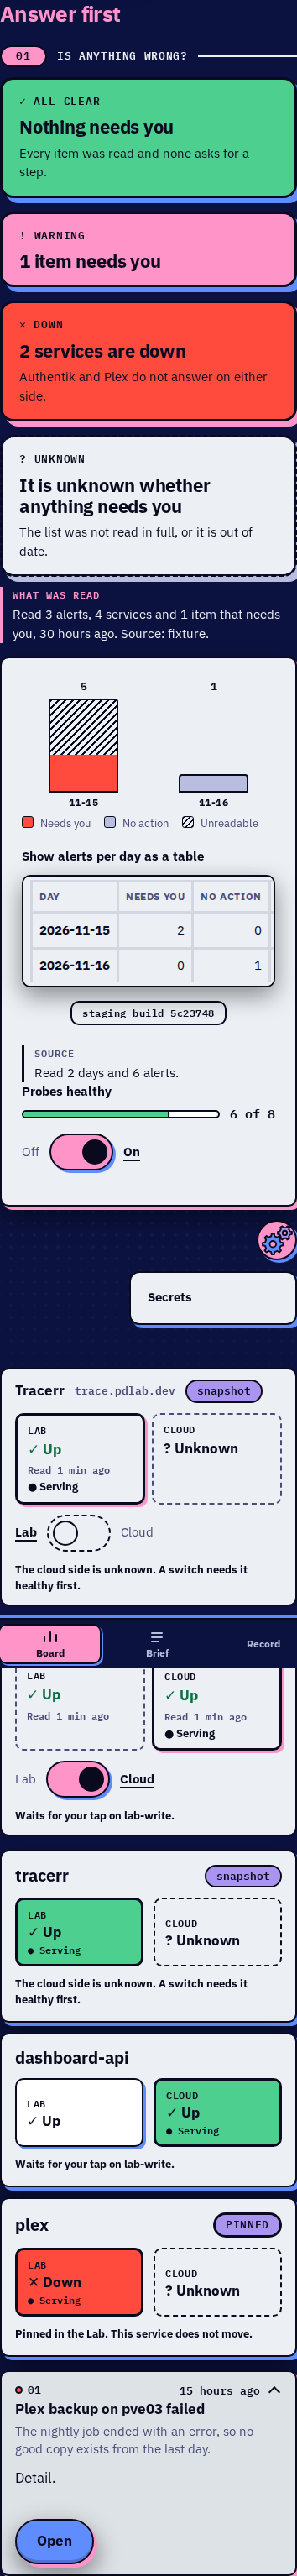 Answer first
01 IS ANYTHING WRONG?
✓ ALL CLEAR
Nothing needs you
Every item was read and none asks for a
step.
! WARNING
1 item needs you
✕ DOWN
2 services are down
Authentik and Plex do not answer on either
side.
? UNKNOWN
It is unknown whether
anything needs you
The list was not read in full, or it is out of
date.
WHAT WAS READ
Read 3 alerts, 4 services and 1 item that needs
you, 30 hours ago. Source: fixture.
5 1
11-15 11-16
Needs you No action Unreadable
Show alerts per day as a table
DAY NEEDS YOU NO ACTION
2026-11-15 2 0
2026-11-16 0 1
staging build 5c23748
SOURCE
Read 2 days and 6 alerts.
Probes healthy
6 of 8
Off On
Secrets
Tracerr trace.pdlab.dev snapshot
LAB
✓ Up
Read 1 min ago
● Serving
CLOUD
? Unknown
Lab Cloud
The cloud side is unknown. A switch needs it
healthy first.
Board Brief Record
LAB
✓ Up
Read 1 min ago
CLOUD
✓ Up
Read 1 min ago
● Serving
Lab Cloud
Waits for your tap on lab-write.
tracerr snapshot
LAB
✓ Up
● Serving
CLOUD
? Unknown
The cloud side is unknown. A switch needs it
healthy first.
dashboard-api
LAB
✓ Up
CLOUD
✓ Up
● Serving
Waits for your tap on lab-write.
plex PINNED
LAB
✕ Down
● Serving
CLOUD
? Unknown
Pinned in the Lab. This service does not move.
01 15 hours ago
Plex backup on pve03 failed
The nightly job ended with an error, so no
good copy exists from the last day.
Detail.
Open